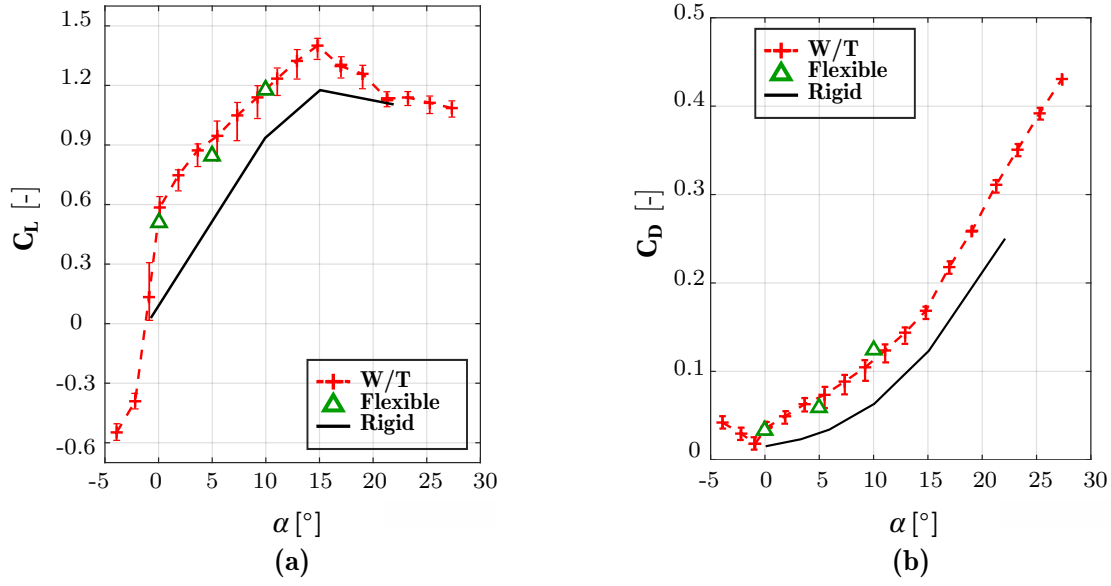 1.5
1.2
0.9
0.6
0.3
0
-0.3
-0.6
C_L [-]
W/T
Flexible
Rigid
-5 0 5 10 15 20 25 30
α [°]
(a)
0.5
0.4
0.3
0.2
0.1
0
C_D [-]
W/T
Flexible
Rigid
-5 0 5 10 15 20 25 30
α [°]
(b)